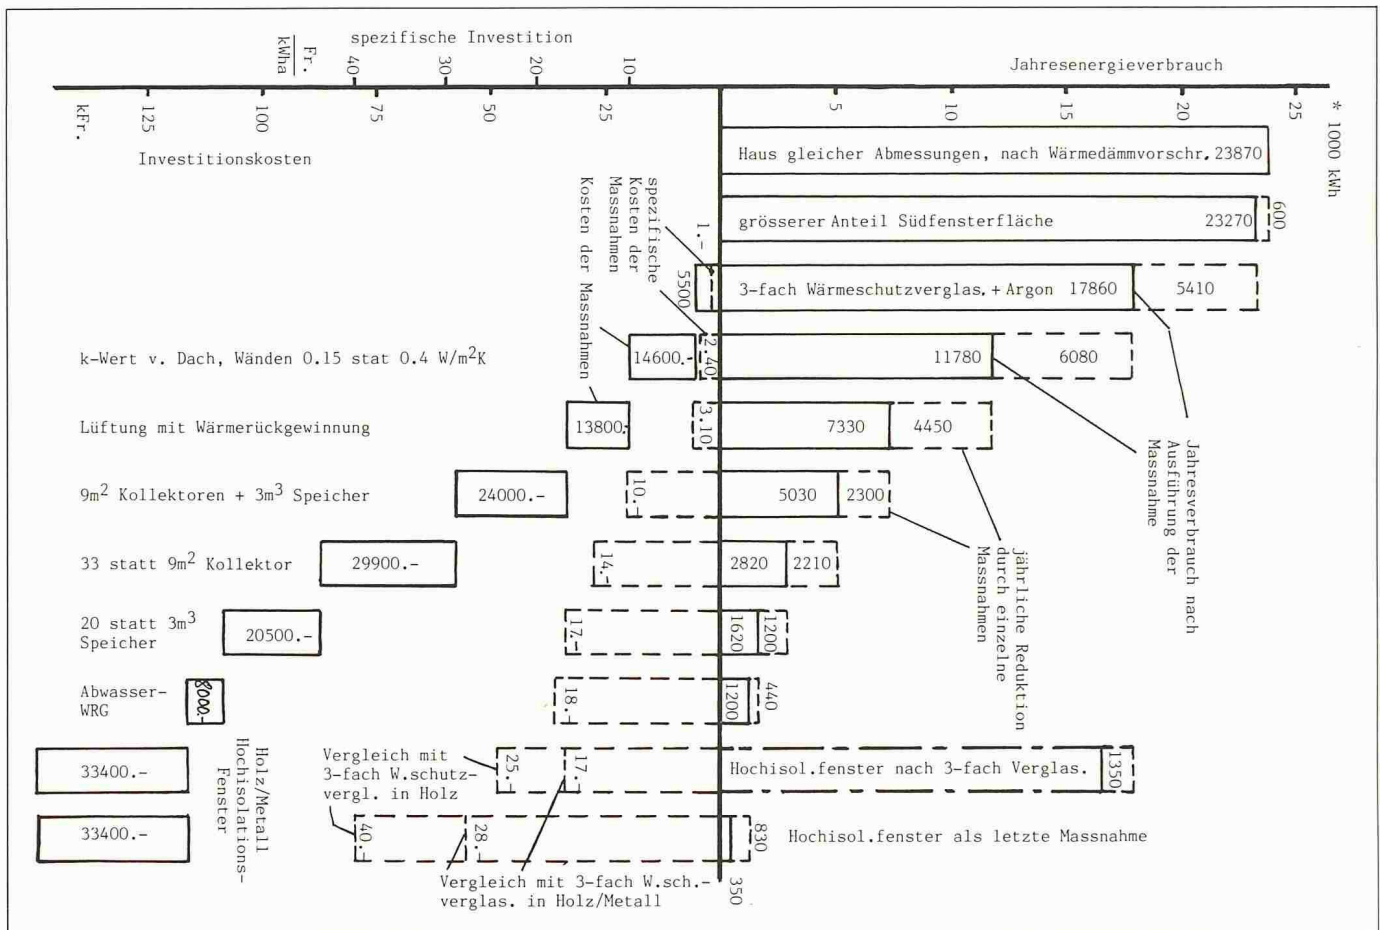 spezifische Investition
Fr.
kWha
40
30
20
10
Jahresenergieverbrauch
kFr.
125
100
75
50
25
5
10
15
20
25
* 1000 kWh
Investitionskosten
Haus gleicher Abmessungen, nach Wärmedämmvorschr. 23870
grösserer Anteil Südfensterfläche 23270
600
spezifische
Kosten der
Massnahmen
Kosten der Massnahmen
1.-
5500
3-fach Wärmeschutzverglas. + Argon 17860
5410
k-Wert v. Dach, Wänden 0.15 stat 0.4 W/m²K
14600.-
2.40
11780
6080
Lüftung mit Wärmerückgewinnung
13800.-
3.10
7330
4450
Jahresverbrauch nach
Ausführung der
Massnahme
9m² Kollektoren + 3m³ Speicher
24000.-
10.-
5030
2300
jährliche Reduktion
durch einzelne
Massnahmen
33 statt 9m² Kollektor
29900.-
14.-
2820
2210
20 statt 3m³
Speicher
20500.-
17.-
1620
1200
Abwasser-
WRG
8000.-
18.-
1200
440
33400.-
Holz/Metall
Hochisolations-
Fenster
Vergleich mit
3-fach W.schutz-
vergl. in Holz
25.-
17.-
Hochisol.fenster nach 3-fach Verglas.
1350
33400.-
40.-
28.-
830
Hochisol.fenster als letzte Massnahme
Vergleich mit 3-fach W.sch.-
verglas. in Holz/Metall
350